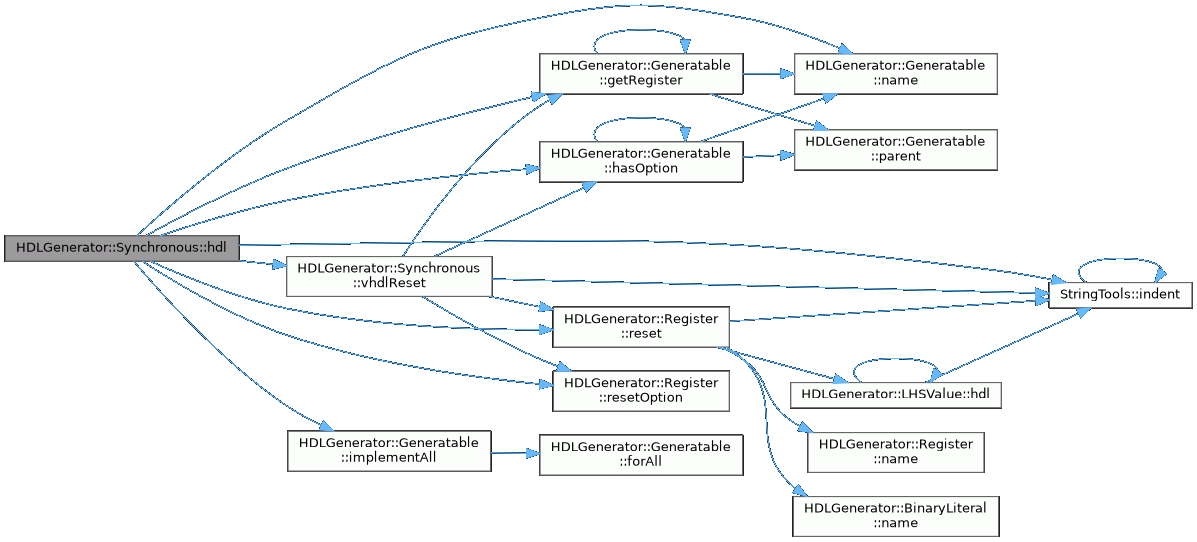 HDLGenerator::Generatable
::getRegister
HDLGenerator::Generatable
::name
HDLGenerator::Generatable
::hasOption
HDLGenerator::Generatable
::parent
HDLGenerator::Synchronous::hdl
HDLGenerator::Synchronous
::vhdlReset
StringTools::indent
HDLGenerator::Register
::reset
HDLGenerator::Register
::resetOption
HDLGenerator::LHSValue::hdl
HDLGenerator::Generatable
::implementAll
HDLGenerator::Generatable
::forAll
HDLGenerator::Register
::name
HDLGenerator::BinaryLiteral
::name